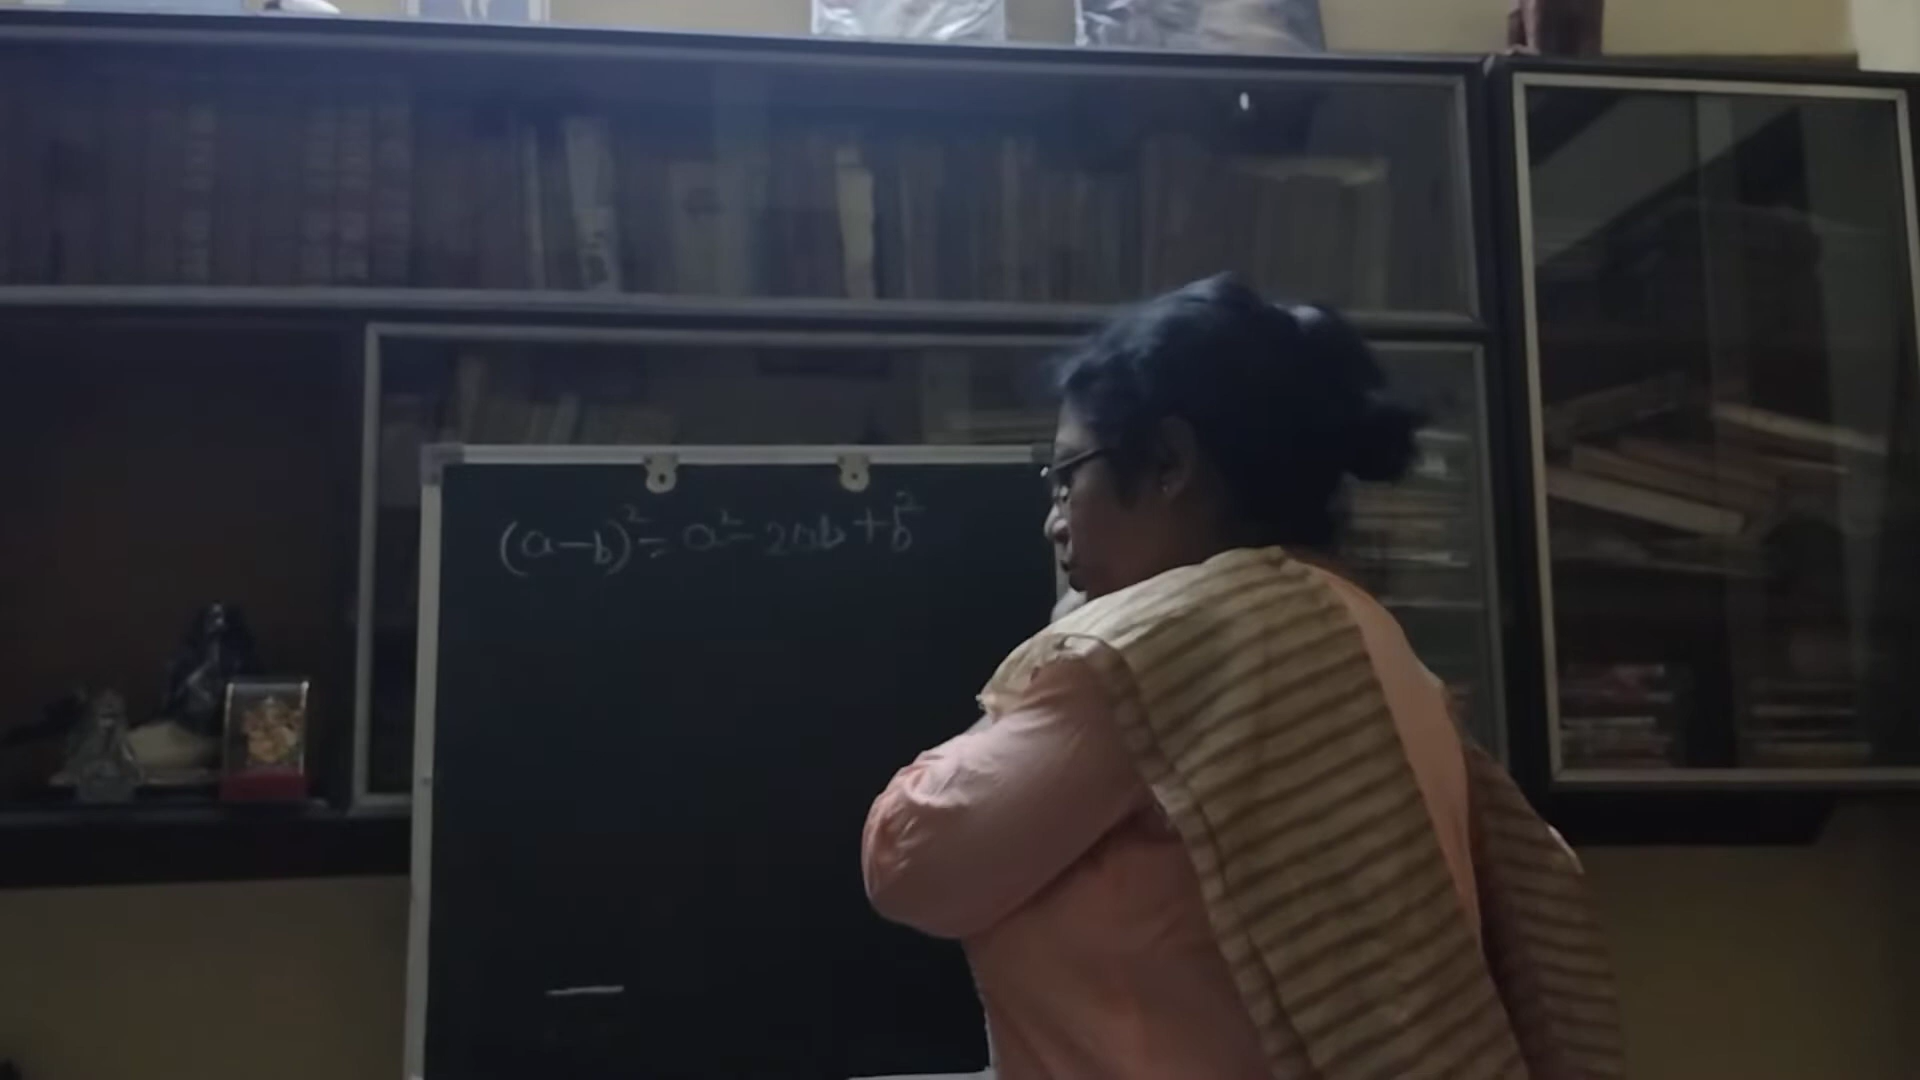 (a-b)² = a² - 2ab + b²